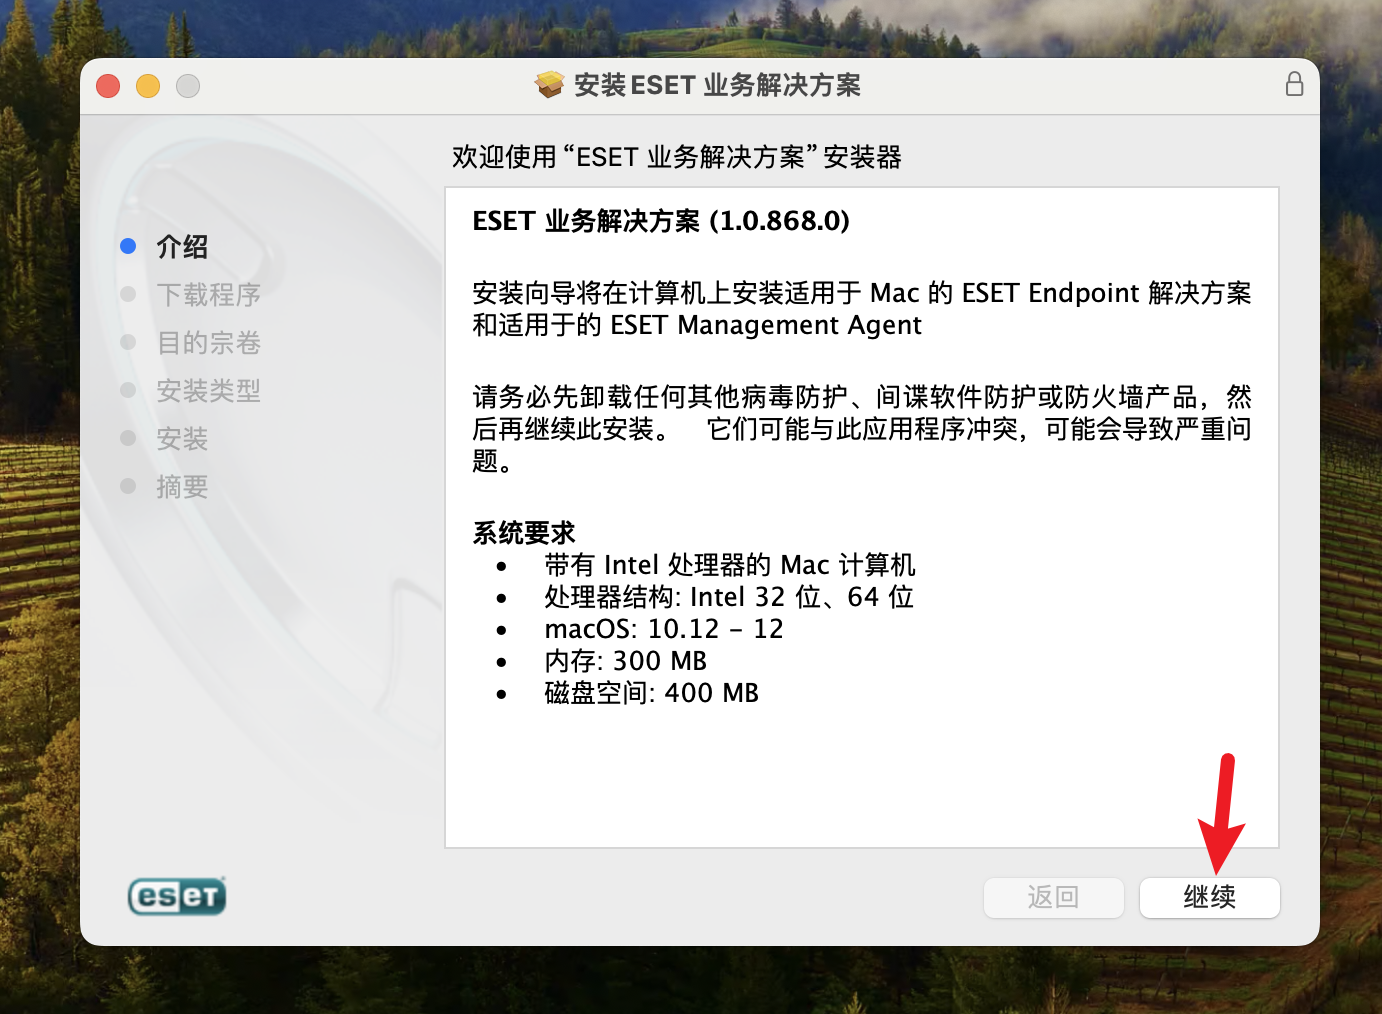 安装ESET 业务解决方案
欢迎使用“ESET 业务解决方案”安装器
介绍
下载程序
目的宗卷
安装类型
安装
摘要
ESET 业务解决方案 (1.0.868.0)
安装向导将在计算机上安装适用于 Mac 的 ESET Endpoint 解决方案
和适用于的 ESET Management Agent
请务必先卸载任何其他病毒防护、间谍软件防护或防火墙产品，然
后再继续此安装。 它们可能与此应用程序冲突，可能会导致严重问
题。
系统要求
• 带有 Intel 处理器的 Mac 计算机
• 处理器结构: Intel 32 位、64 位
• macOS: 10.12 – 12
• 内存: 300 MB
• 磁盘空间: 400 MB
eseT
返回
继续